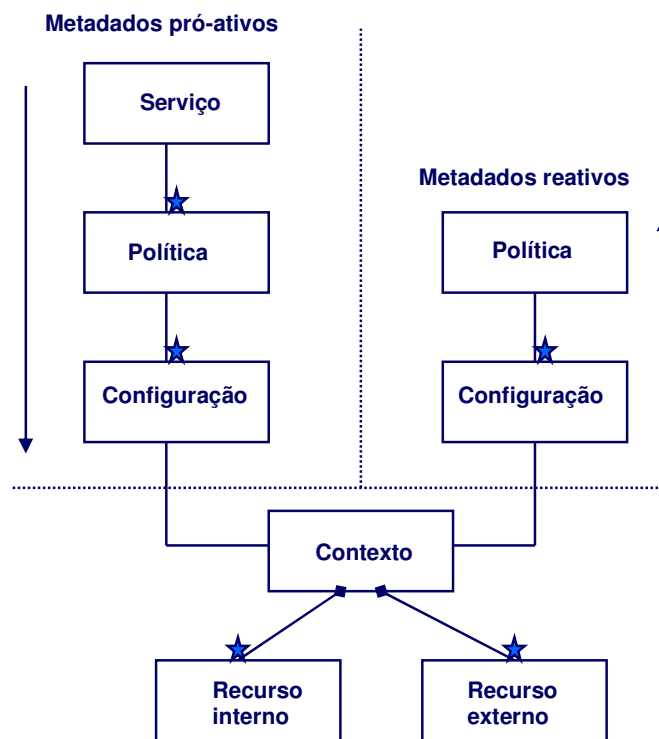 Metadados pró-ativos
Serviço
Metadados reativos
Política
Política
Configuração
Configuração
Contexto
Recurso
interno
Recurso
externo